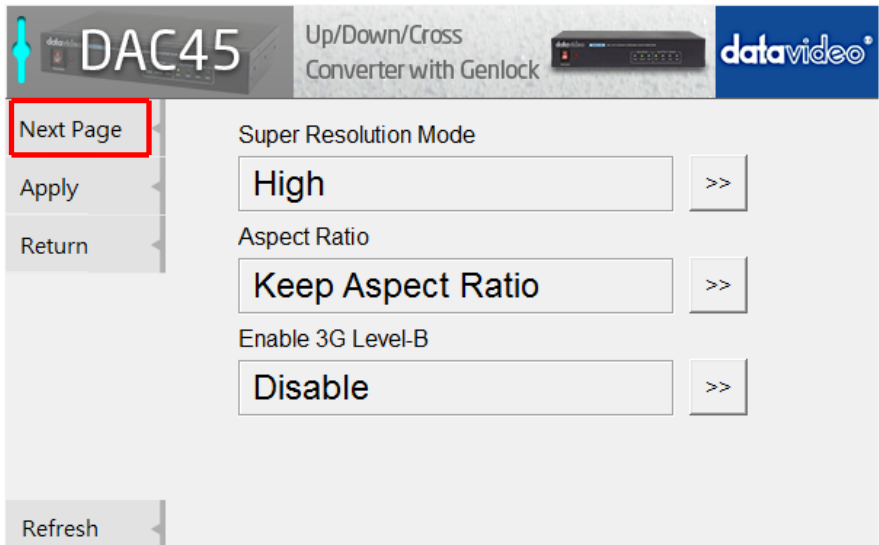 DAC45
Up/Down/Cross
Converter with Genlock
datavideo
Next Page
Apply
Return
Super Resolution Mode
High
>>
Aspect Ratio
Keep Aspect Ratio
>>
Enable 3G Level-B
Disable
>>
Refresh